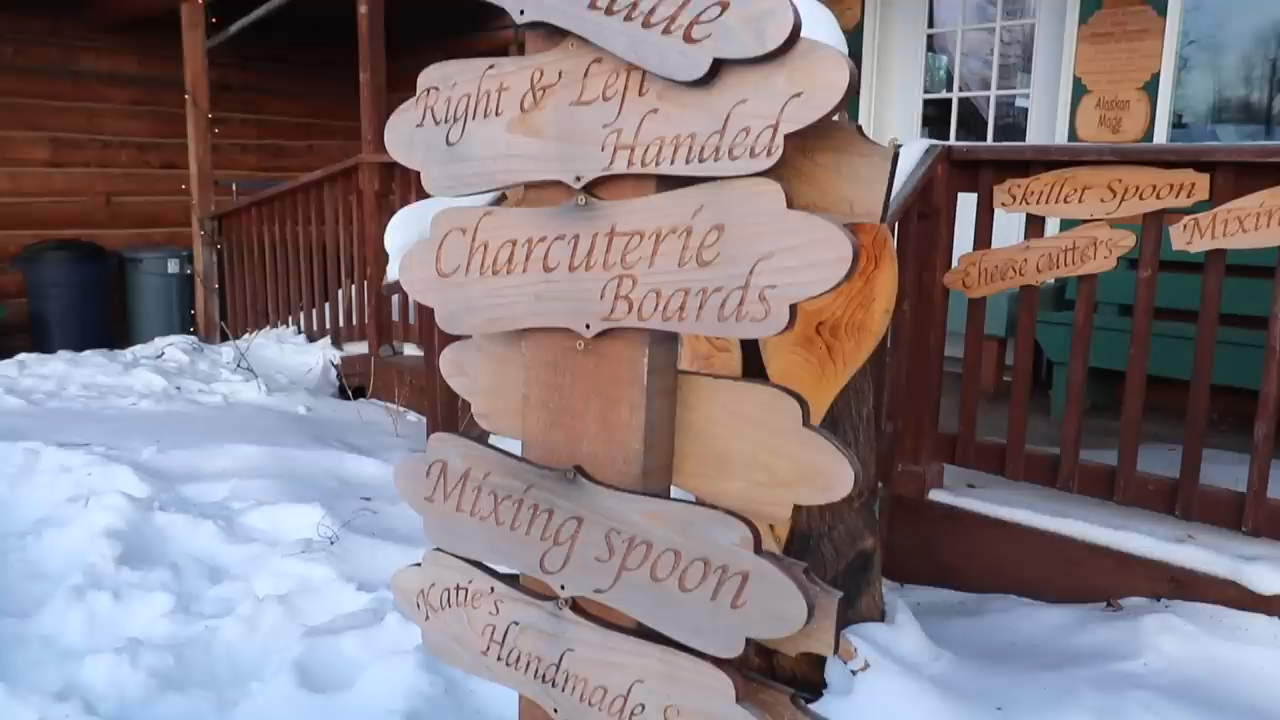 Right & Left
Handed
Charcuterie
Boards
Mixing spoon
Katie's
Handmade
Alaskan
Made
Skillet Spoon
Cheese cutters